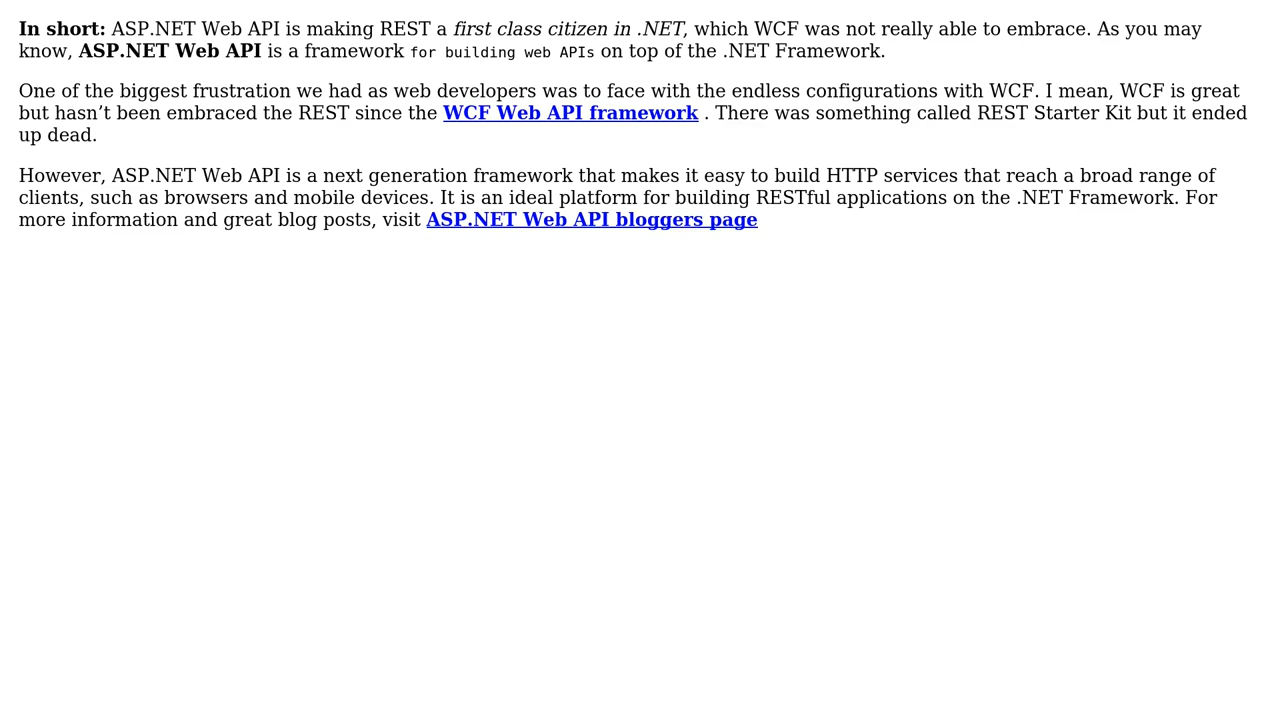 In short: ASP.NET Web API is making REST a first class citizen in .NET, which WCF was not really able to embrace. As you may
know, ASP.NET Web API is a framework for building web APIs on top of the .NET Framework.
One of the biggest frustration we had as web developers was to face with the endless configurations with WCF. I mean, WCF is great
but hasn’t been embraced the REST since the WCF Web API framework . There was something called REST Starter Kit but it ended
up dead.
However, ASP.NET Web API is a next generation framework that makes it easy to build HTTP services that reach a broad range of
clients, such as browsers and mobile devices. It is an ideal platform for building RESTful applications on the .NET Framework. For
more information and great blog posts, visit ASP.NET Web API bloggers page